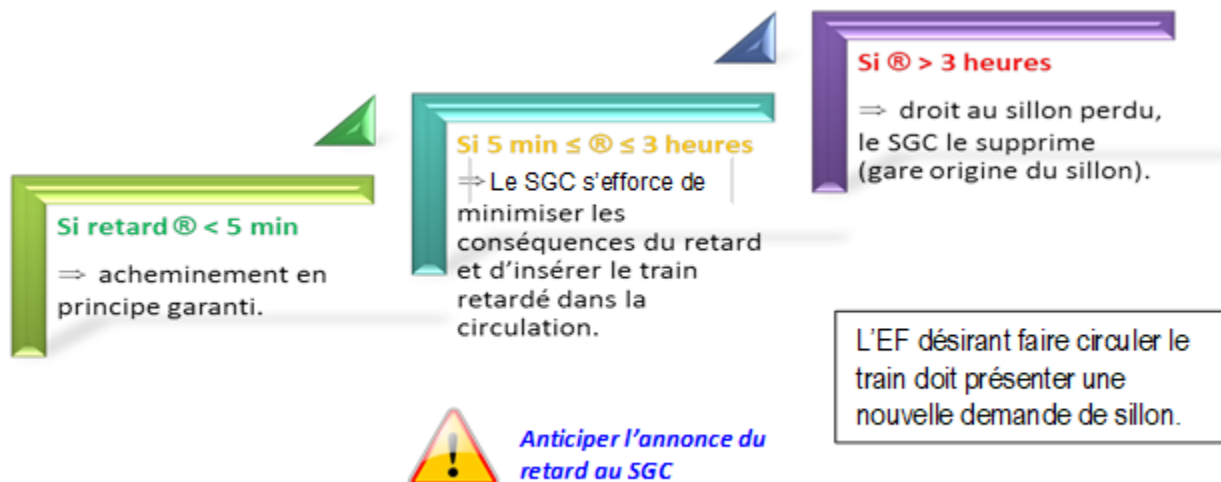 Si retard ® < 5 min
⇒ acheminement en
principe garanti.
Si 5 min ≤ ® ≤ 3 heures
⇒ Le SGC s'efforce de
minimiser les
conséquences du retard
et d'insérer le train
retardé dans la
circulation.
Anticiper l'annonce du
retard au SGC
Si ® > 3 heures
⇒ droit au sillon perdu,
le SGC le supprime
(gare origine du sillon).
L'EF désirant faire circuler le
train doit présenter une
nouvelle demande de sillon.